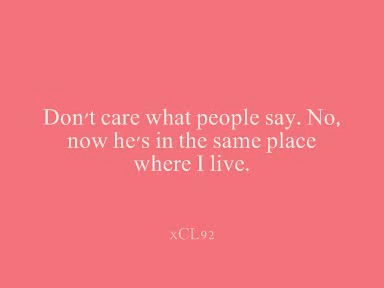 Don't care what people say. No,
now he's in the same place
where I live.
xCL92